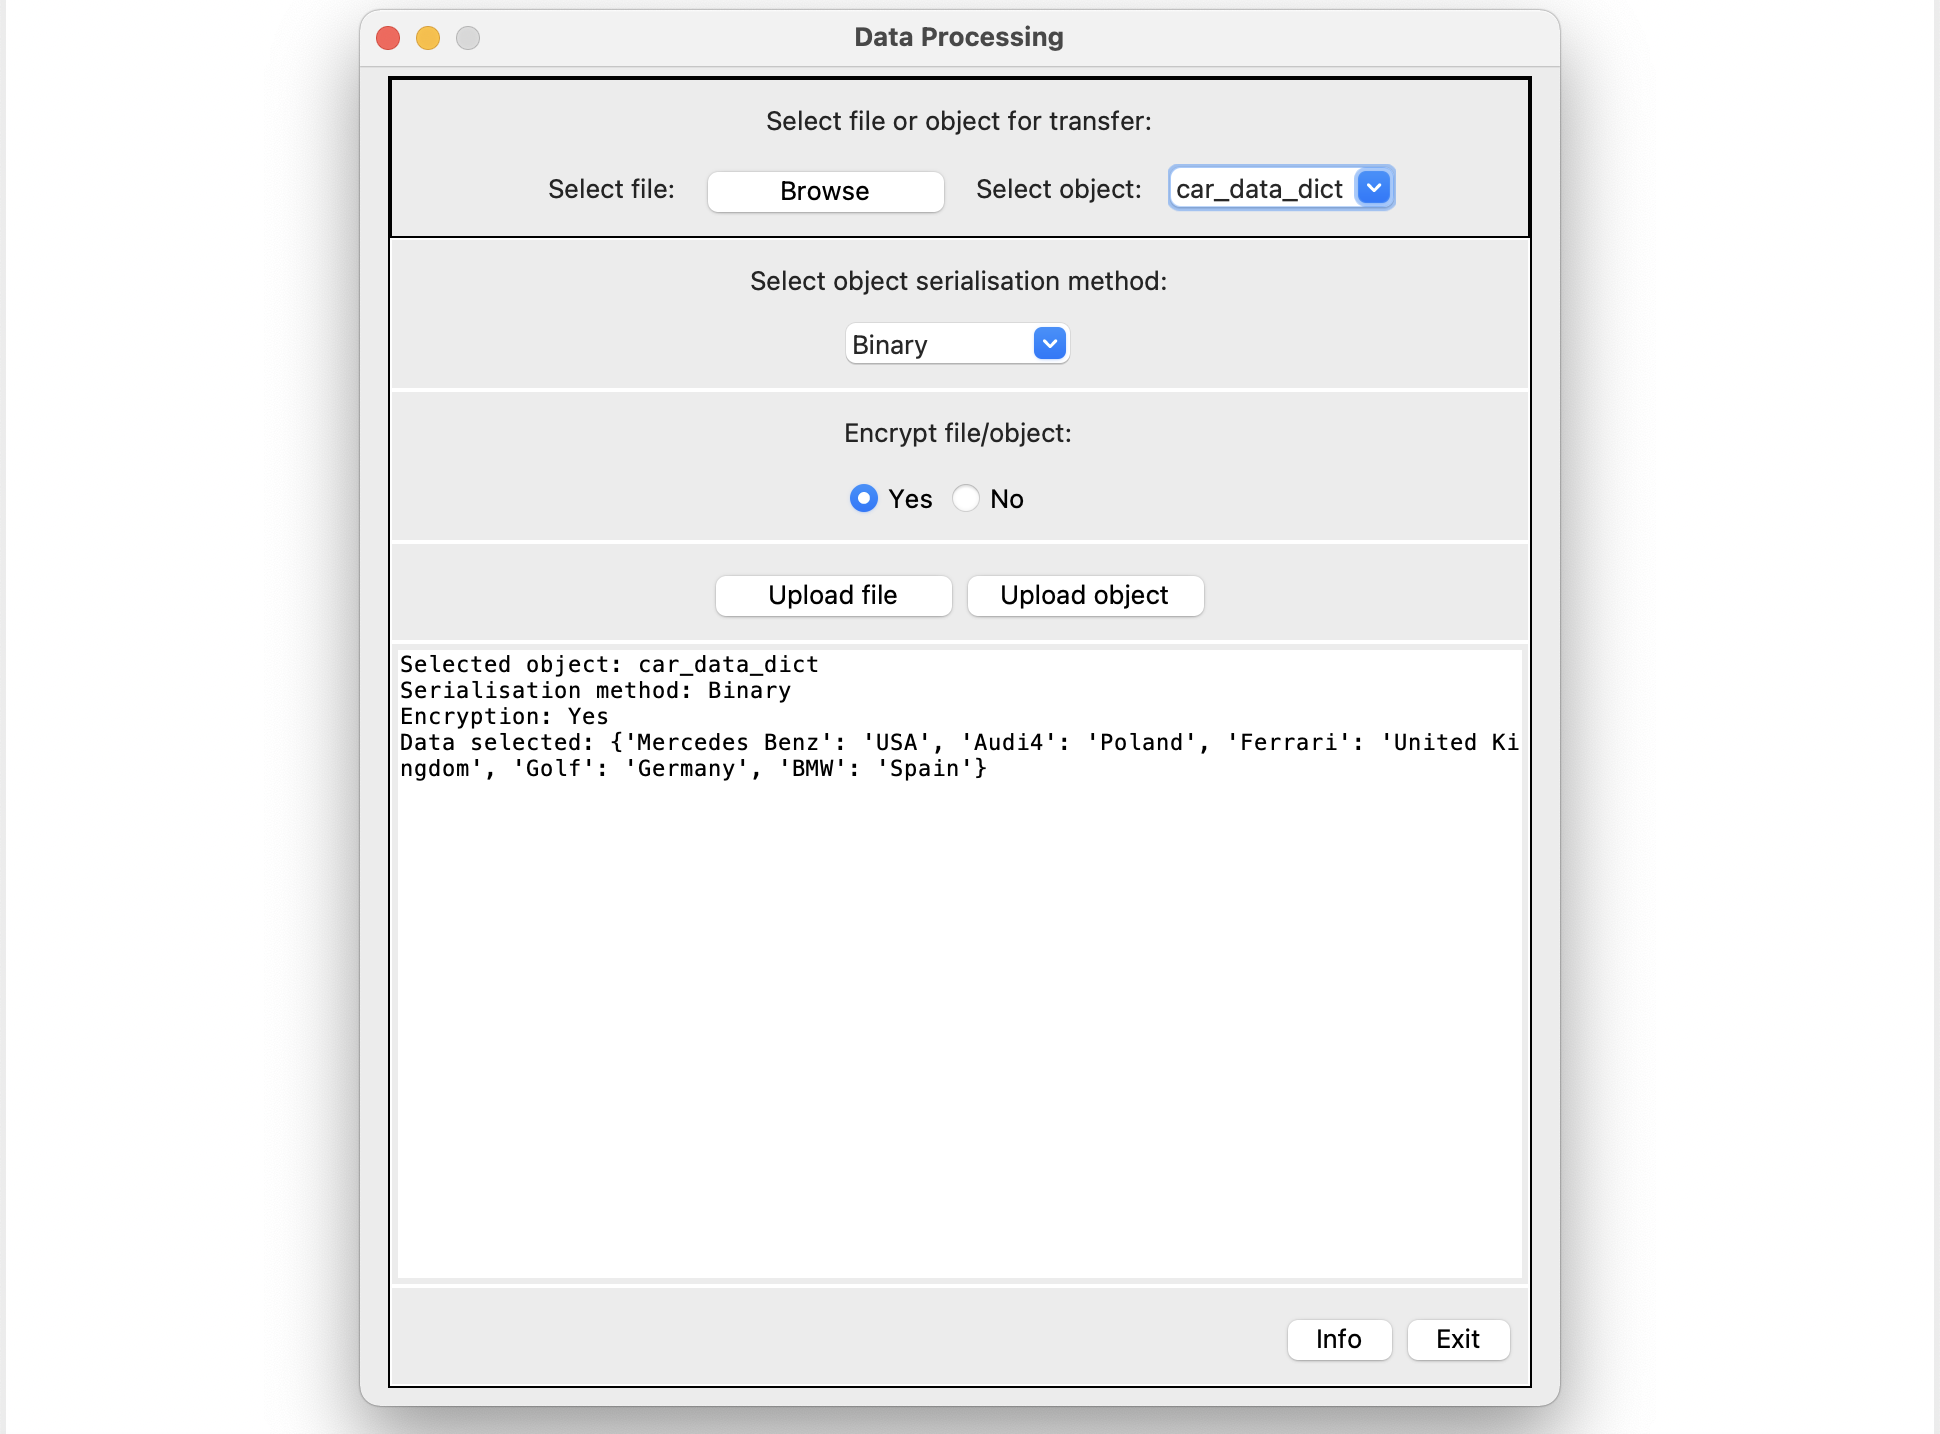 Data Processing
Select file or object for transfer:
Select file: Browse Select object: car_data_dict
Select object serialisation method:
Binary
Encrypt file/object:
Yes No
Upload file Upload object
Selected object: car_data_dict
Serialisation method: Binary
Encryption: Yes
Data selected: {'Mercedes Benz': 'USA', 'Audi4': 'Poland', 'Ferrari': 'United Ki
ngdom', 'Golf': 'Germany', 'BMW': 'Spain'}
Info Exit